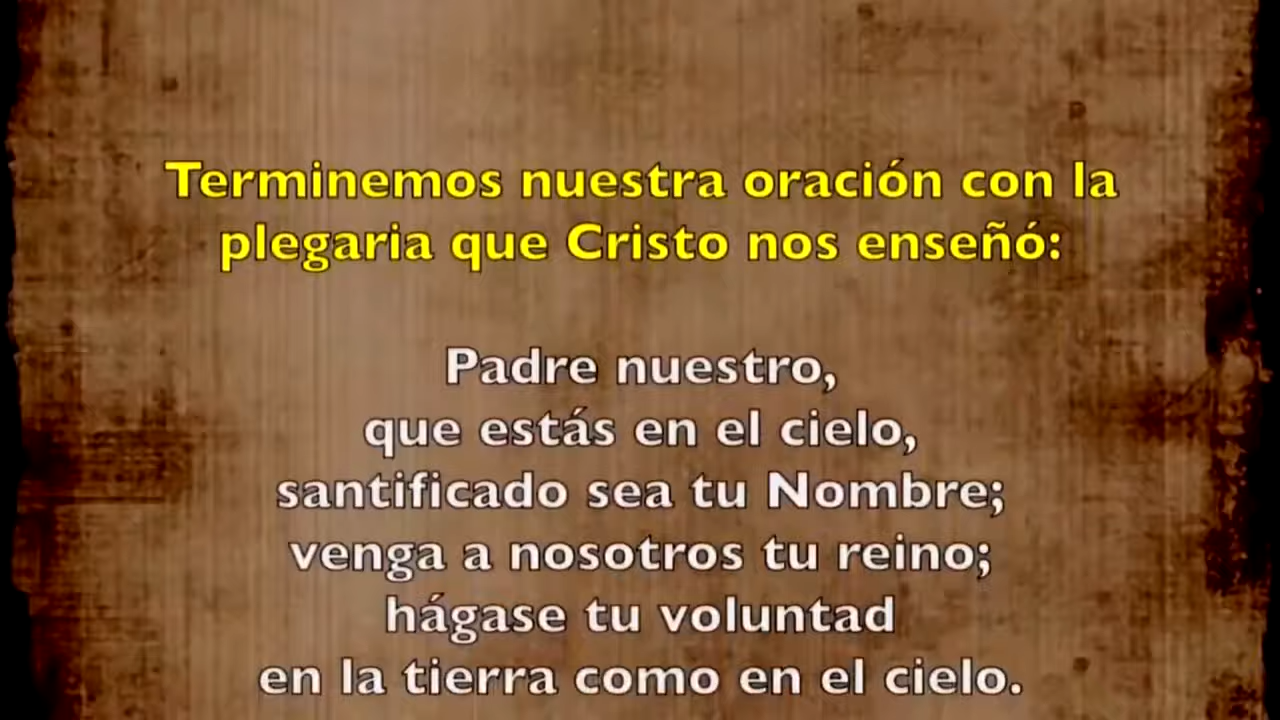 Terminemos nuestra oración con la
plegaria que Cristo nos enseñó:
Padre nuestro,
que estás en el cielo,
santificado sea tu Nombre;
venga a nosotros tu reino;
hágase tu voluntad
en la tierra como en el cielo.